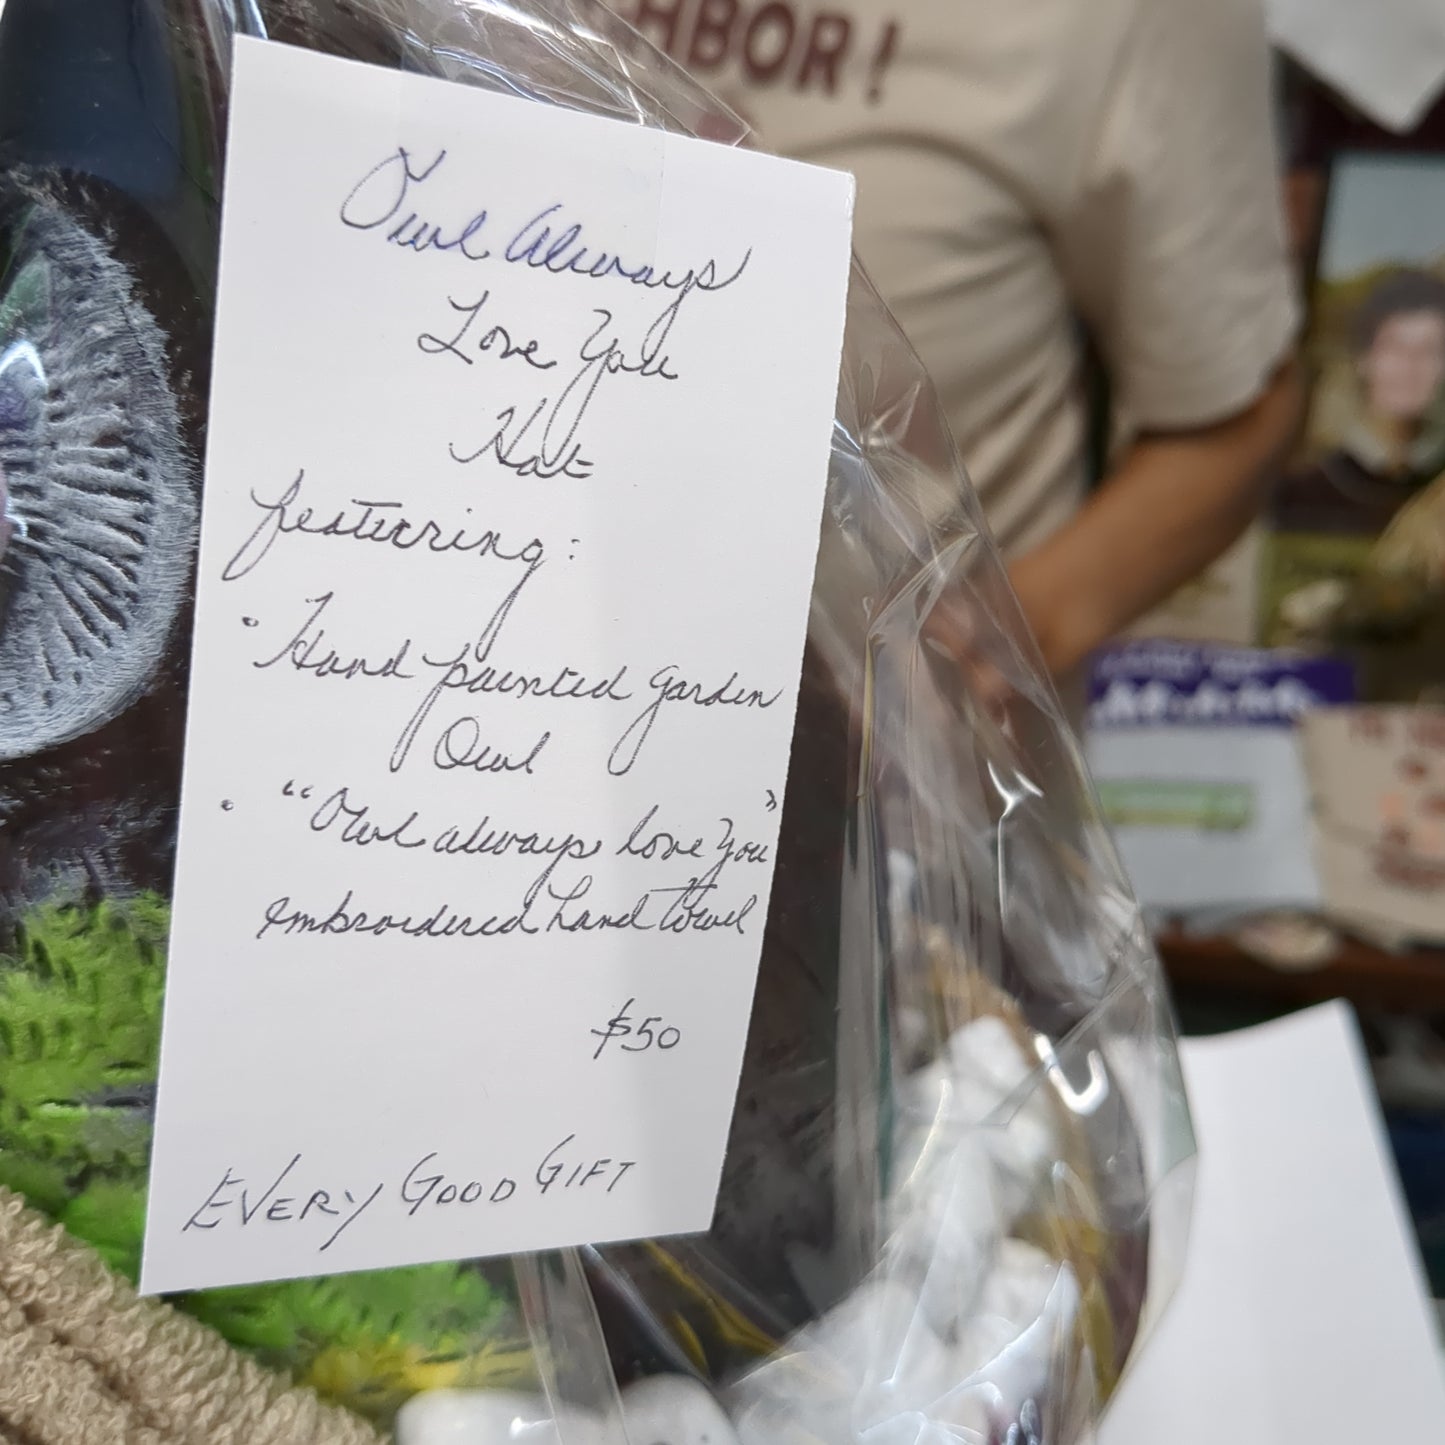 HBOR!
Owl Always
Love You
Hat
featuring:
• Hand painted garden
Owl
• "Owl always love you"
embroidered hand towel
$50
EVERY GOOD GIFT